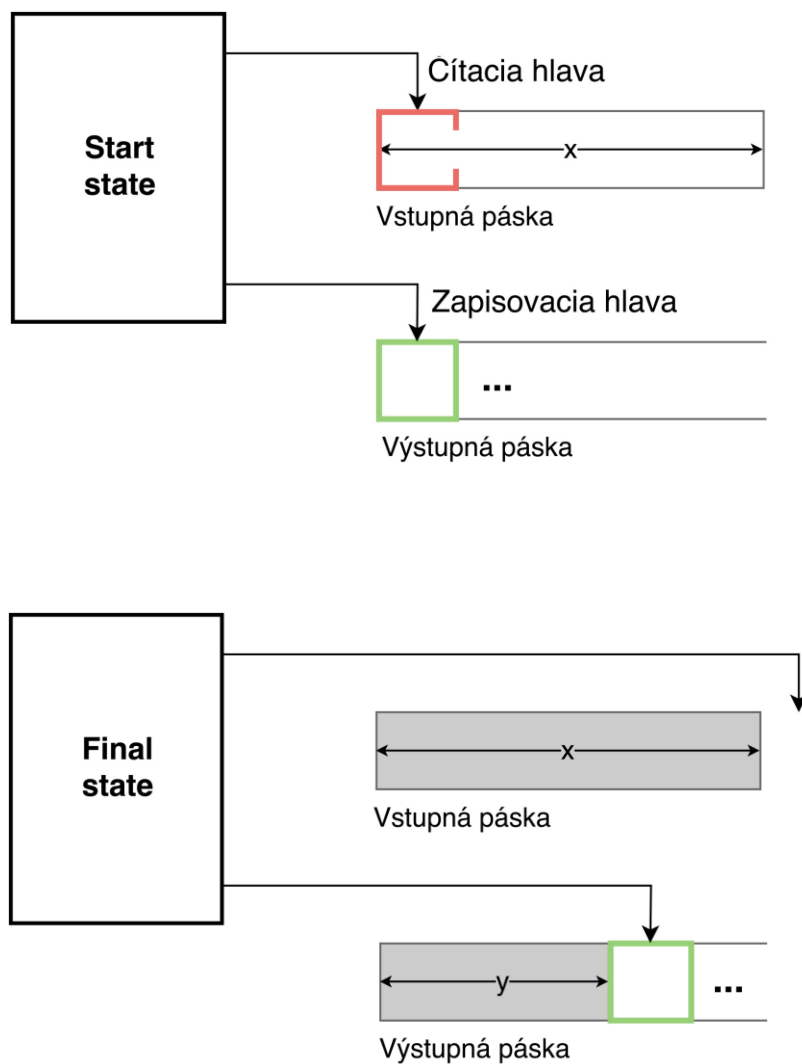 Čítacia hlava
Start
state
x
Vstupná páska
Zapisovacia hlava
...
Výstupná páska
Final
state
x
Vstupná páska
y
...
Výstupná páska